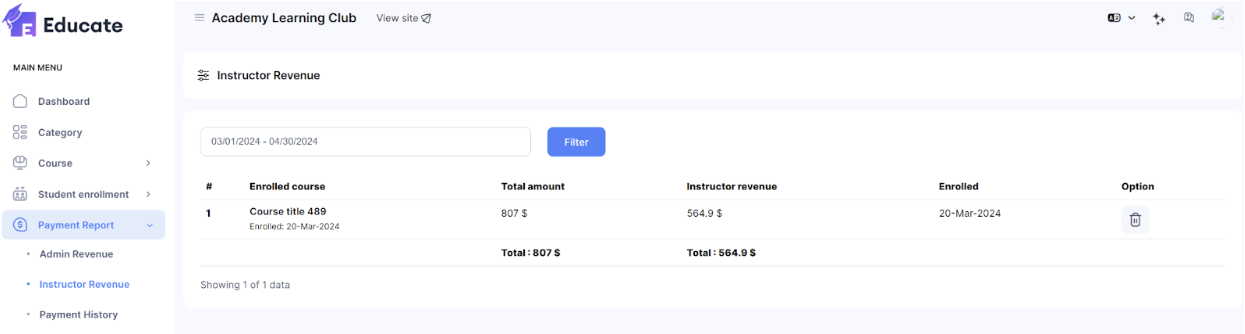 Educate
MAIN MENU
Dashboard
Category
Course
Student enrollment
Payment Report
Admin Revenue
Instructor Revenue
Payment History
Academy Learning Club View site
Instructor Revenue
03/01/2024 - 04/30/2024 Filter
# Enrolled course Total amount Instructor revenue Enrolled Option
1 Course title 489 807 $ 564.9 $ 20-Mar-2024
Enrolled: 20-Mar-2024
Total : 807 $ Total : 564.9 $
Showing 1 of 1 data